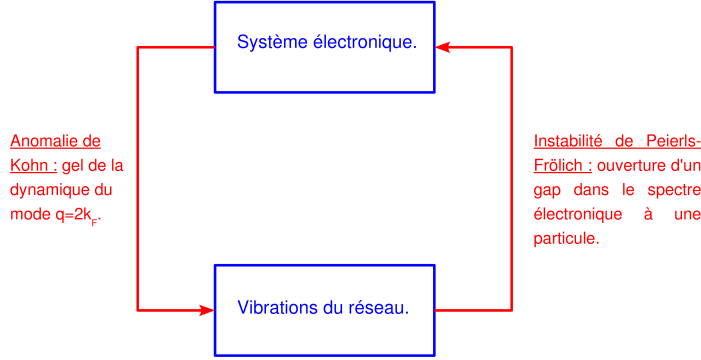 Système électronique.
Anomalie de
Kohn : gel de la
dynamique du
mode q=2kF.
Instabilité de Peierls-
Frölich : ouverture d'un
gap dans le spectre
électronique à une
particule.
Vibrations du réseau.